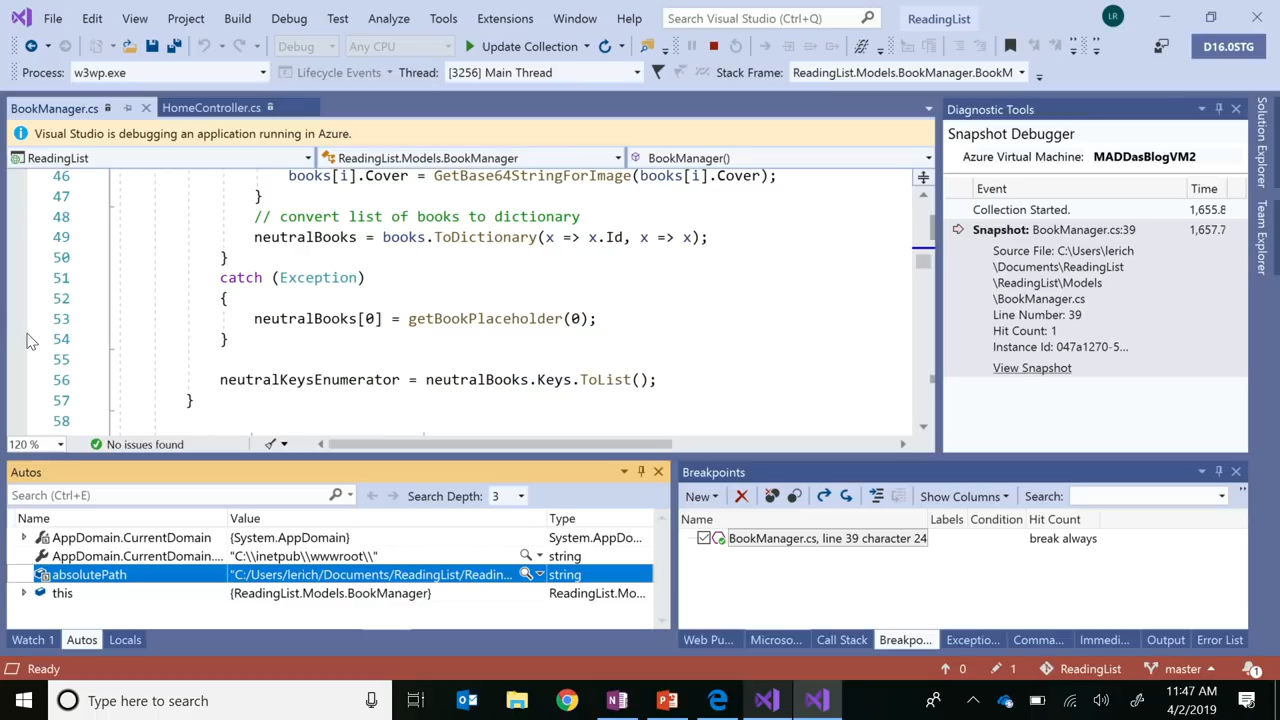 File Edit View Project Build Debug Test Analyze Tools Extensions Window Help Search Visual Studio (Ctrl+Q) ReadingList LR
Debug Any CPU Update Collection D16.0STG
Process: w3wp.exe Lifecycle Events Thread: [3256] Main Thread Stack Frame: ReadingList.Models.BookManager.BookM
BookManager.cs HomeController.cs
Visual Studio is debugging an application running in Azure.
ReadingList ReadingList.Models.BookManager BookManager()
46 books[i].Cover = GetBase64StringForImage(books[i].Cover);
47 }
48 // convert list of books to dictionary
49 neutralBooks = books.ToDictionary(x => x.Id, x => x);
50 }
51 catch (Exception)
52 {
53 neutralBooks[0] = getBookPlaceholder(0);
54 }
55
56 neutralKeysEnumerator = neutralBooks.Keys.ToList();
57 }
58
120 % No issues found
Diagnostic Tools
Snapshot Debugger
Azure Virtual Machine: MADDasBlogVM2
Event Time
Collection Started. 1,655.8
Snapshot: BookManager.cs:39 1,657.7
Source File: C:\Users\lerich
\Documents\ReadingList
\ReadingList\Models
\BookManager.cs
Line Number: 39
Hit Count: 1
Instance Id: 047a1270-5...
View Snapshot
Solution Explorer
Team Explorer
Autos
Search (Ctrl+E) Search Depth: 3
Name Value Type
AppDomain.CurrentDomain {System.AppDomain} System.AppDo...
AppDomain.CurrentDomain.... "C:\\inetpub\\wwwroot\\" string
absolutePath "C:/Users/lerich/Documents/ReadingList/Readin... string
this {ReadingList.Models.BookManager} ReadingList.Mo...
Watch 1 Autos Locals
Breakpoints
New Show Columns Search:
Name Labels Condition Hit Count
BookManager.cs, line 39 character 24 break always
Web Pu... Microso... Call Stack Breakpo... Exceptio... Comma... Immedi... Output Error List
Ready 0 1 ReadingList master 1
Type here to search
11:47 AM
4/2/2019